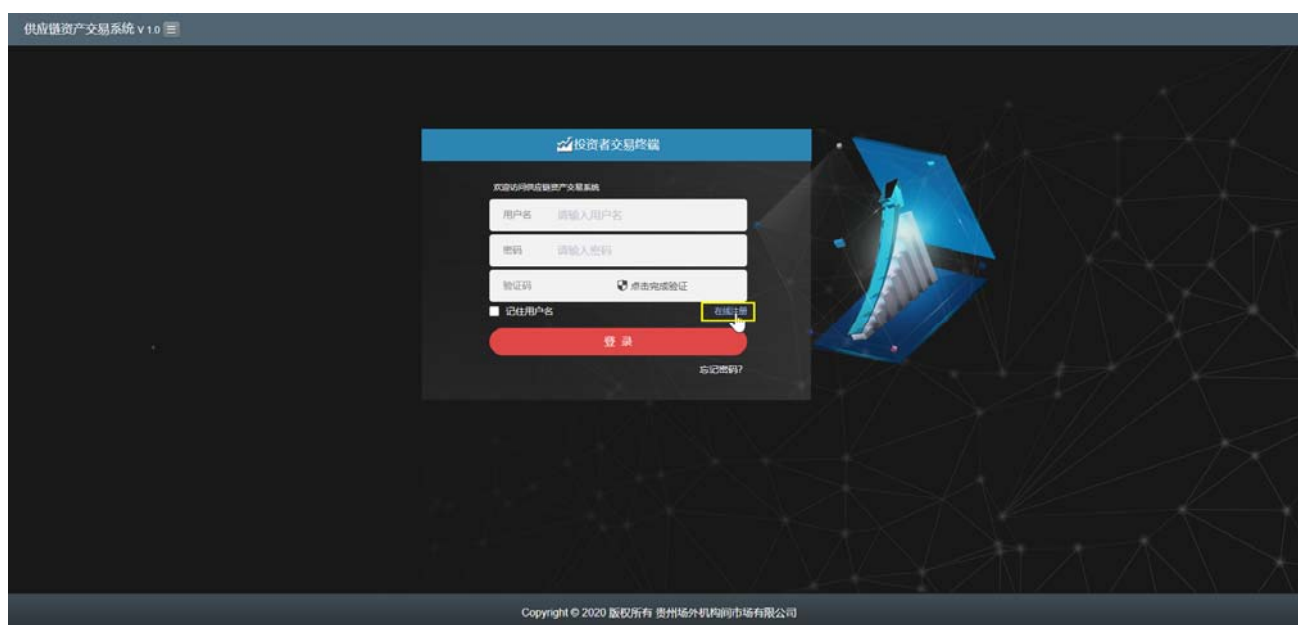 供应链资产交易系统 V 1.0
投资者交易终端
欢迎访问供应链资产交易系统
用户名 请输入用户名
密码 请输入密码
验证码 点击完成验证
记住用户名 在线注册
登 录
忘记密码?
Copyright © 2020 版权所有 贵州场外机构间市场有限公司